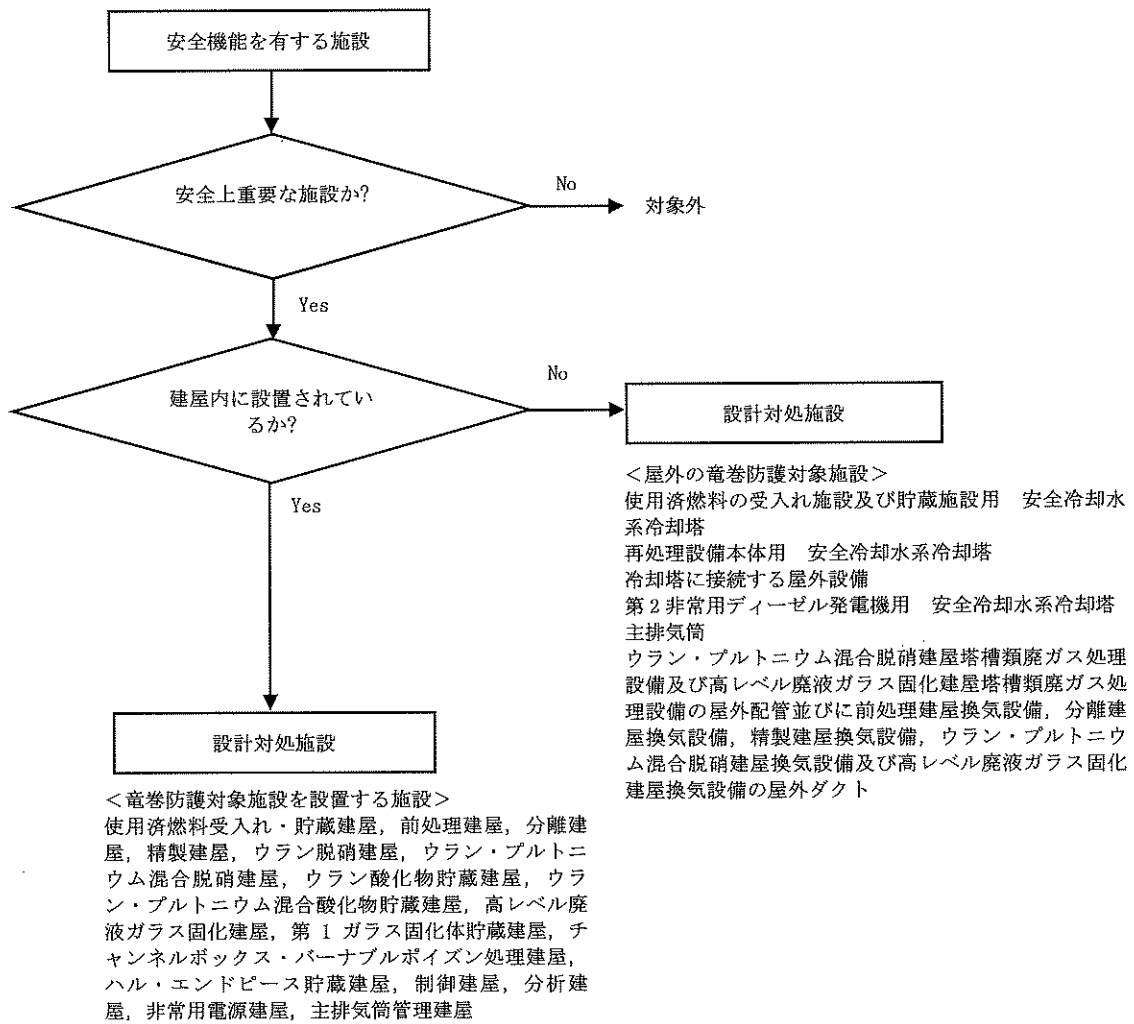 安全機能を有する施設
安全上重要な施設か?
No
対象外
Yes
建屋内に設置されてい
るか?
No
設計対処施設
<屋外の竜巻防護対象施設>
使用済燃料の受入れ施設及び貯蔵施設用　安全冷却水
系冷却塔
再処理設備本体用　安全冷却水系冷却塔
冷却塔に接続する屋外設備
第2非常用ディーゼル発電機用　安全冷却水系冷却塔
主排気筒
ウラン・プルトニウム混合脱硝建屋塔槽類廃ガス処理
設備及び高レベル廃液ガラス固化建屋塔槽類廃ガス処
理設備の屋外配管並びに前処理建屋換気設備，分離建
屋換気設備，精製建屋換気設備，ウラン・プルトニウ
ム混合脱硝建屋換気設備及び高レベル廃液ガラス固化
建屋換気設備の屋外ダクト
Yes
設計対処施設
<竜巻防護対象施設を設置する施設>
使用済燃料受入れ・貯蔵建屋，前処理建屋，分離建
屋，精製建屋，ウラン脱硝建屋，ウラン・プルトニ
ウム混合脱硝建屋，ウラン酸化物貯蔵建屋，ウラ
ン・プルトニウム混合酸化物貯蔵建屋，高レベル廃
液ガラス固化建屋，第 1 ガラス固化体貯蔵建屋，チ
ャンネルボックス・バーナブルポイズン処理建屋，
ハル・エンドピース貯蔵建屋，制御建屋，分析建
屋，非常用電源建屋，主排気筒管理建屋